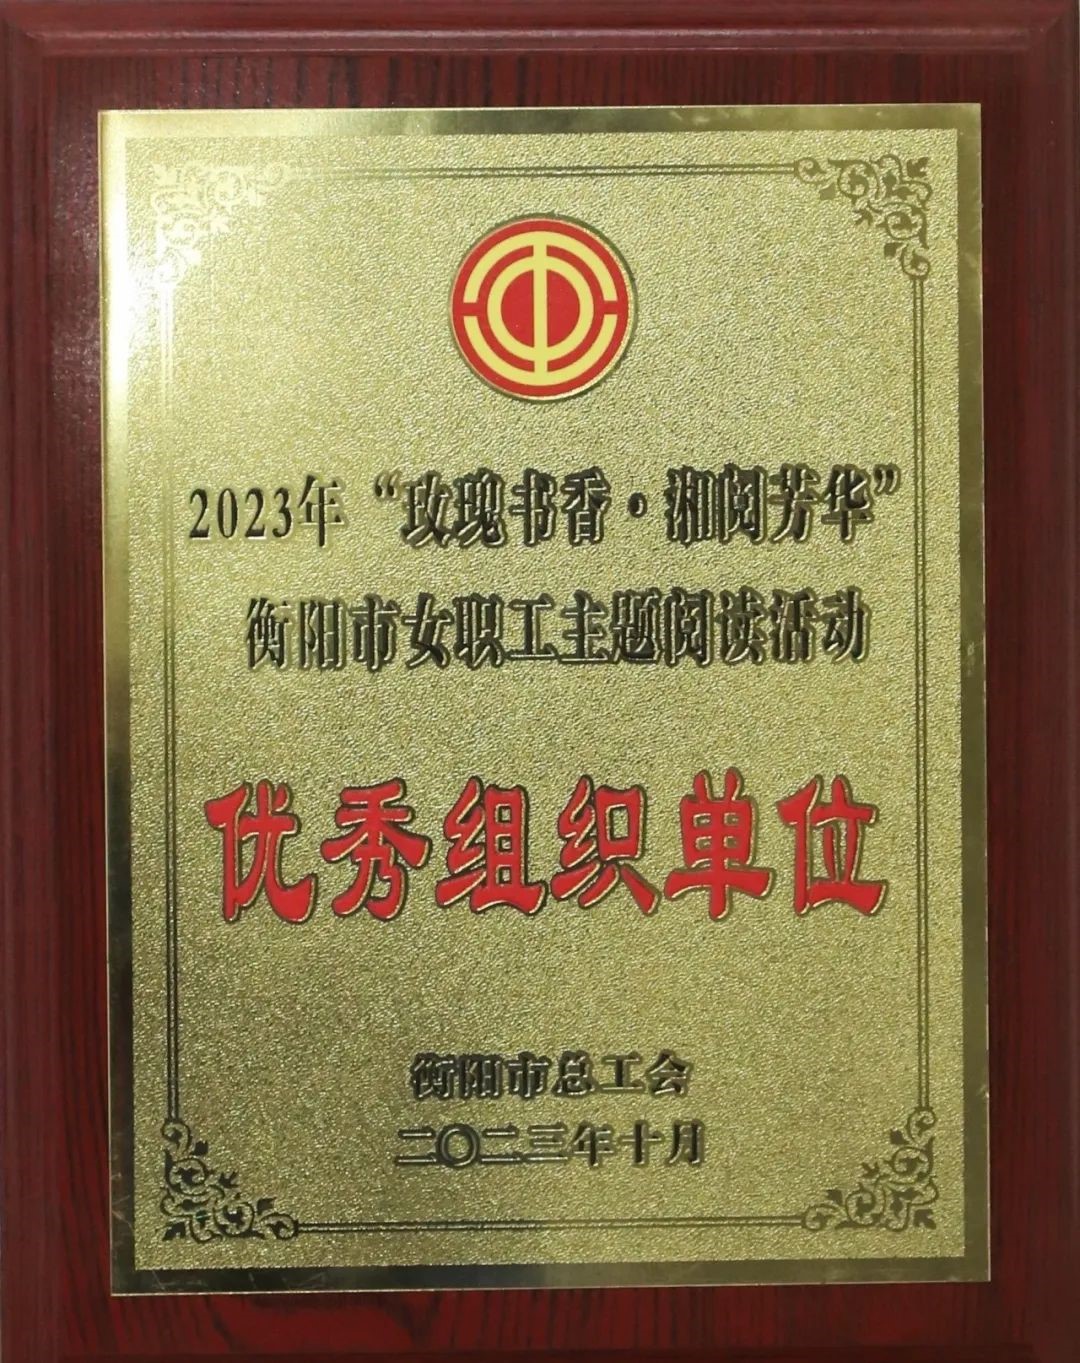 2023年“玫瑰书香·湘阅芳华”
衡阳市女职工主题阅读活动
优秀组织单位
衡阳市总工会
二〇二三年十月